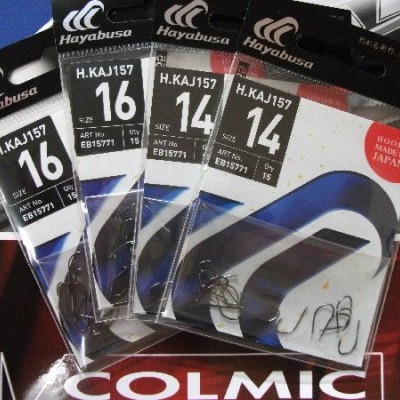 Hayabusa
H.KAJ157
SIZE
16
ART No.
EB15771
Qty
15
Hayabusa
H.KAJ157
SIZE
16
ART No.
EB15771
Qty
15
Hayabusa
H.KAJ157
14
ART No.
EB15771
Qty
15
Hayabusa
H.KAJ157
SIZE
14
ART No.
EB15771
Qty
15
HOOK
MADE
JAPAN
COLMIC